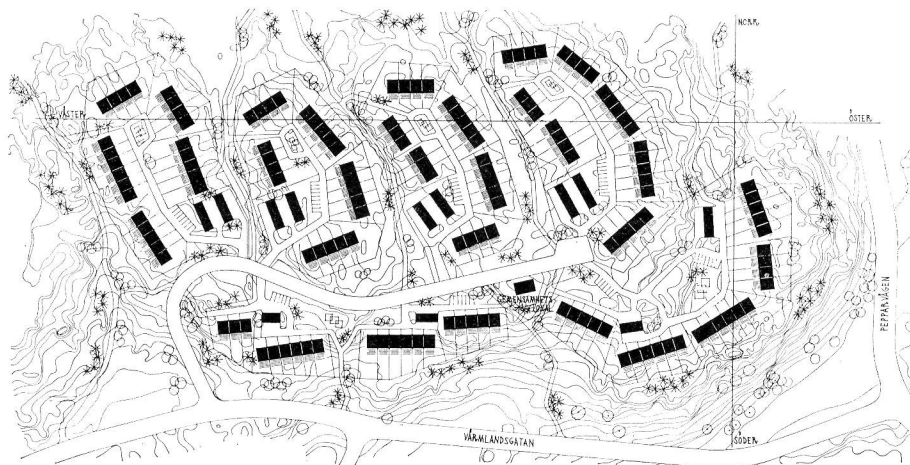 NORR
VÄSTER
ÖSTER
PEPPARVÄGEN
GEMENSAMHETS
VÄRMLANDSGATAN
SÖDER